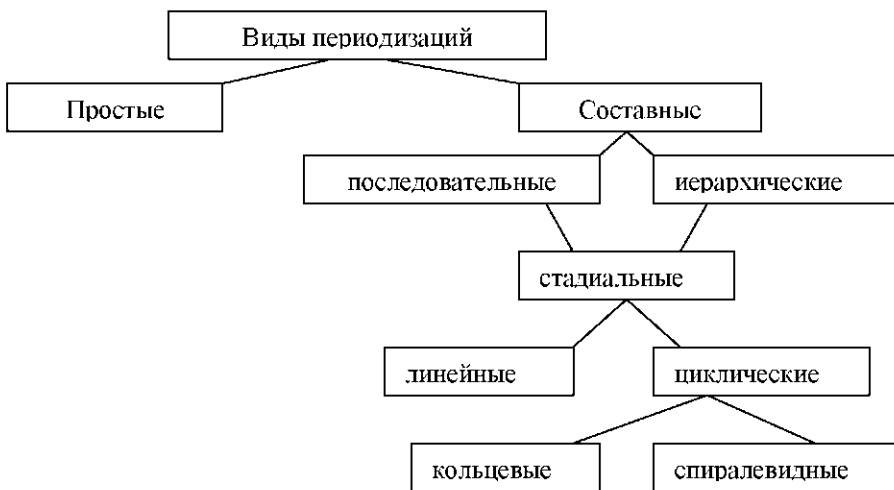 Виды периодизаций
Простые
Составные
последовательные
иерархические
стадиальные
линейные
циклические
кольцевые
спиралевидные